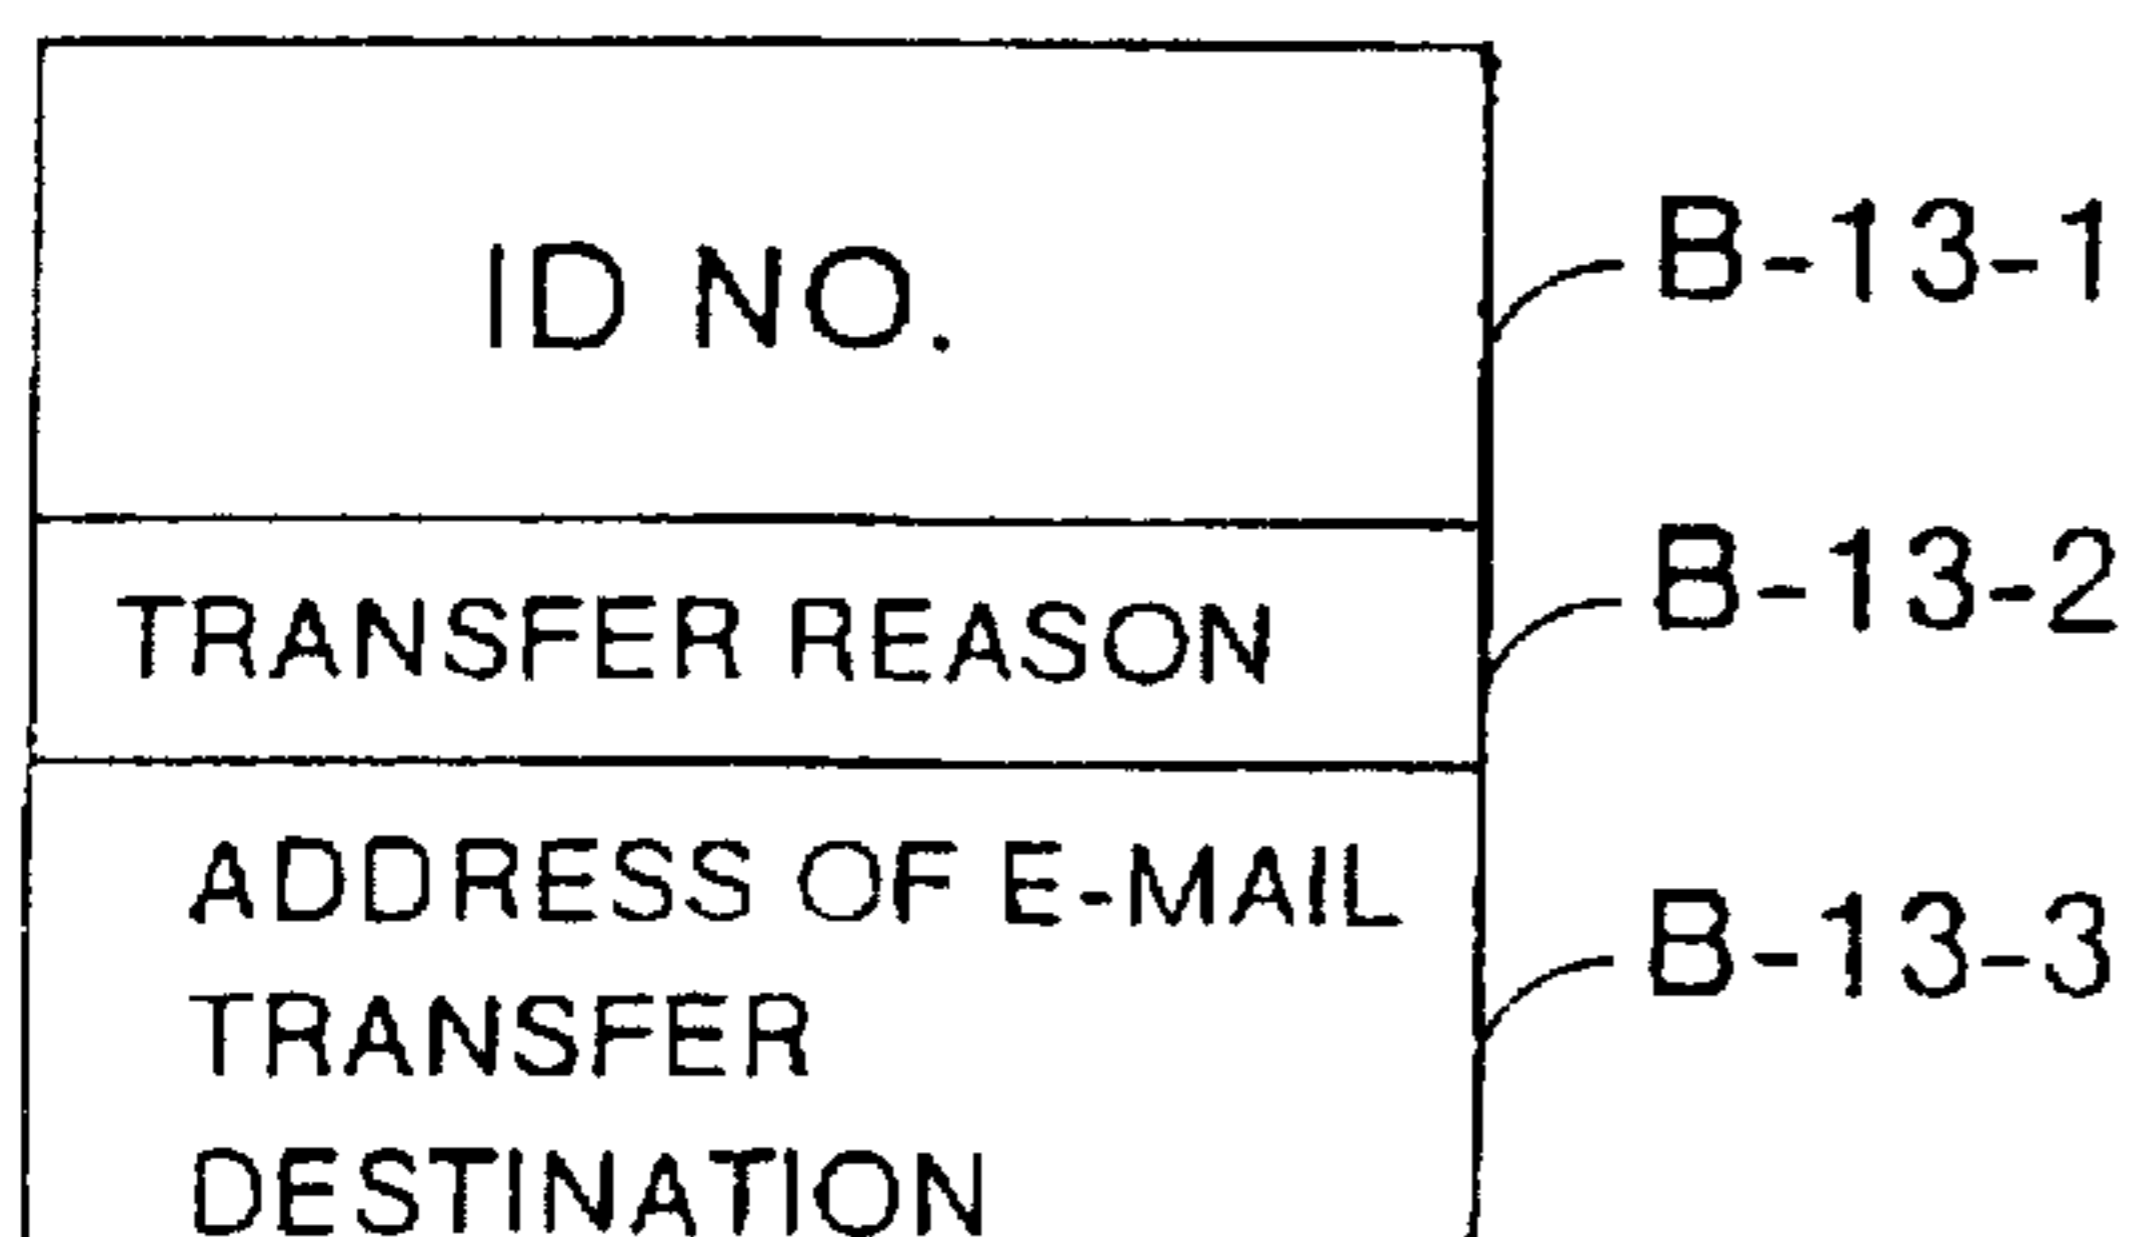 ID NO.
B-13-1
TRANSFER REASON
B-13-2
ADDRESS OF E-MAIL
TRANSFER
DESTINATION
B-13-3